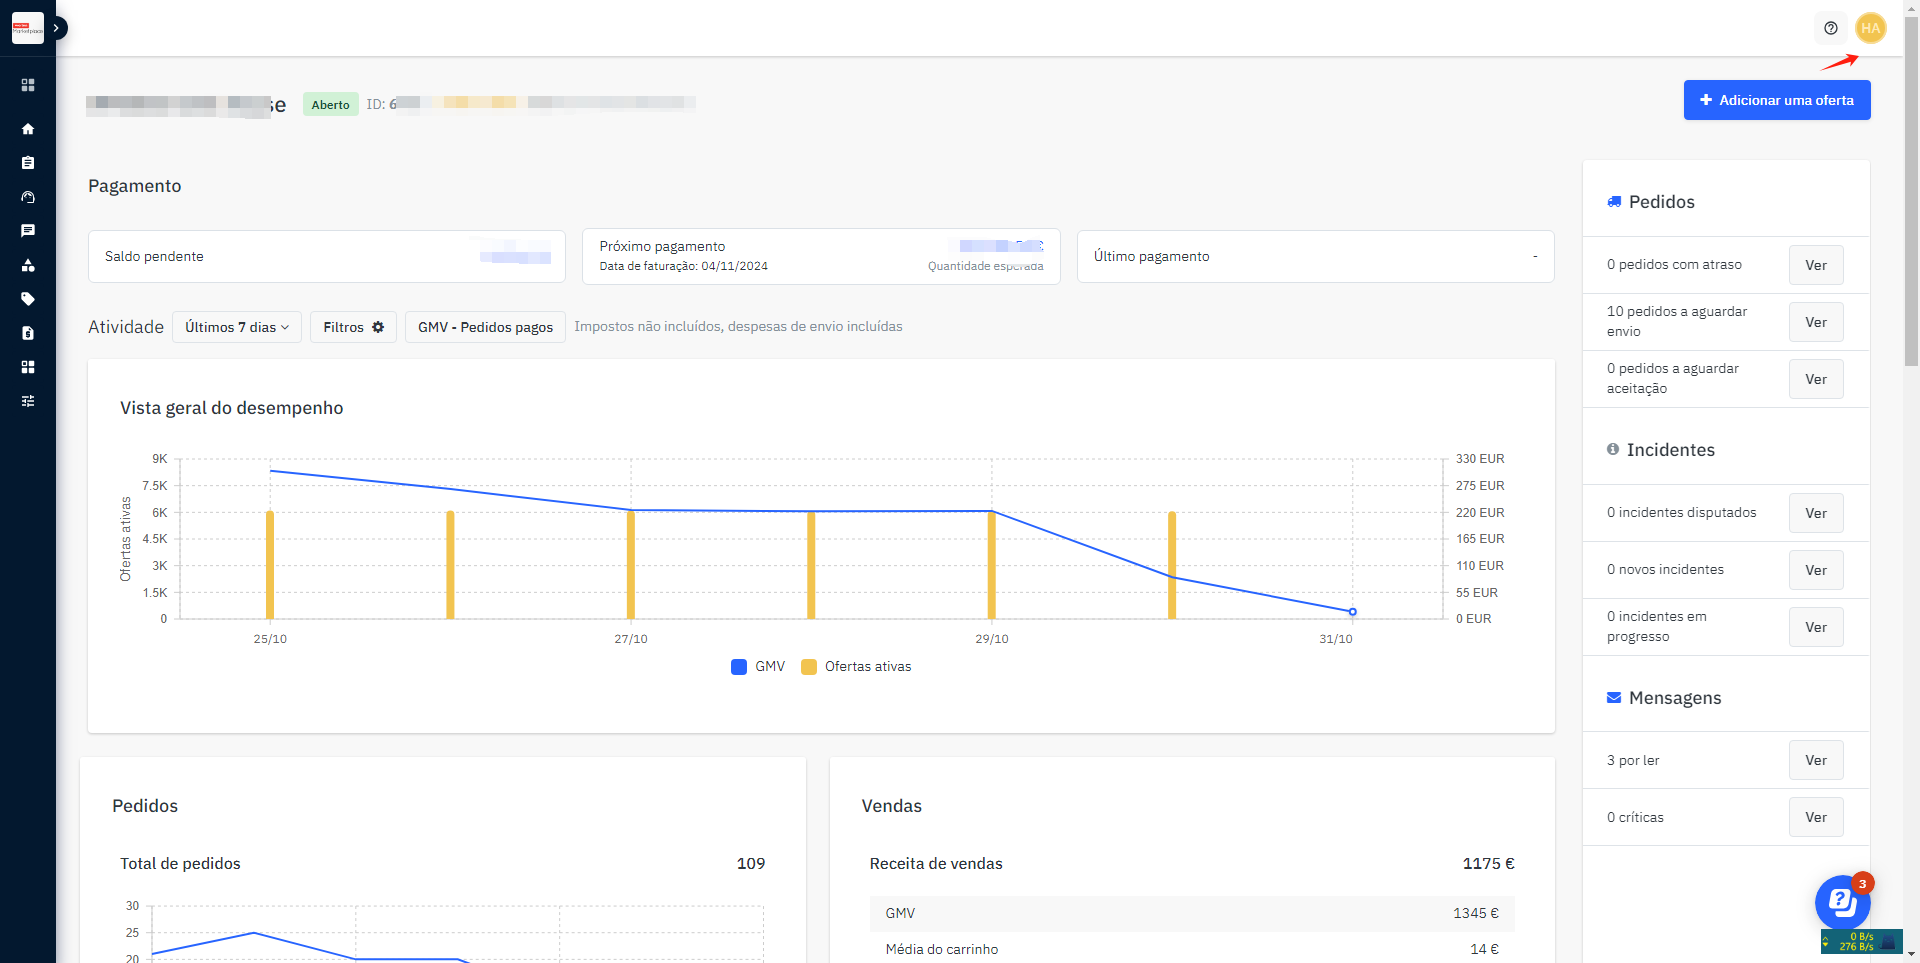 HA
Aberto
ID: 6
+ Adicionar uma oferta
Pagamento
Saldo pendente
Próximo pagamento
Data de faturação: 04/11/2024
Quantidade esperada
Último pagamento
-
Atividade
Últimos 7 dias
Filtros
GMV - Pedidos pagos
Impostos não incluídos, despesas de envio incluídas
Vista geral do desempenho
Ofertas ativas
9K
7.5K
6K
4.5K
3K
1.5K
0
330 EUR
275 EUR
220 EUR
165 EUR
110 EUR
55 EUR
0 EUR
25/10
27/10
29/10
31/10
GMV
Ofertas ativas
Pedidos
Total de pedidos
109
30
25
20
Vendas
Receita de vendas
1175 €
GMV
1345 €
Média do carrinho
14 €
Pedidos
0 pedidos com atraso
Ver
10 pedidos a aguardar
envio
Ver
0 pedidos a aguardar
aceitação
Ver
Incidentes
0 incidentes disputados
Ver
0 novos incidentes
Ver
0 incidentes em
progresso
Ver
Mensagens
3 por ler
Ver
0 críticas
Ver
3
0 B/s
276 B/s